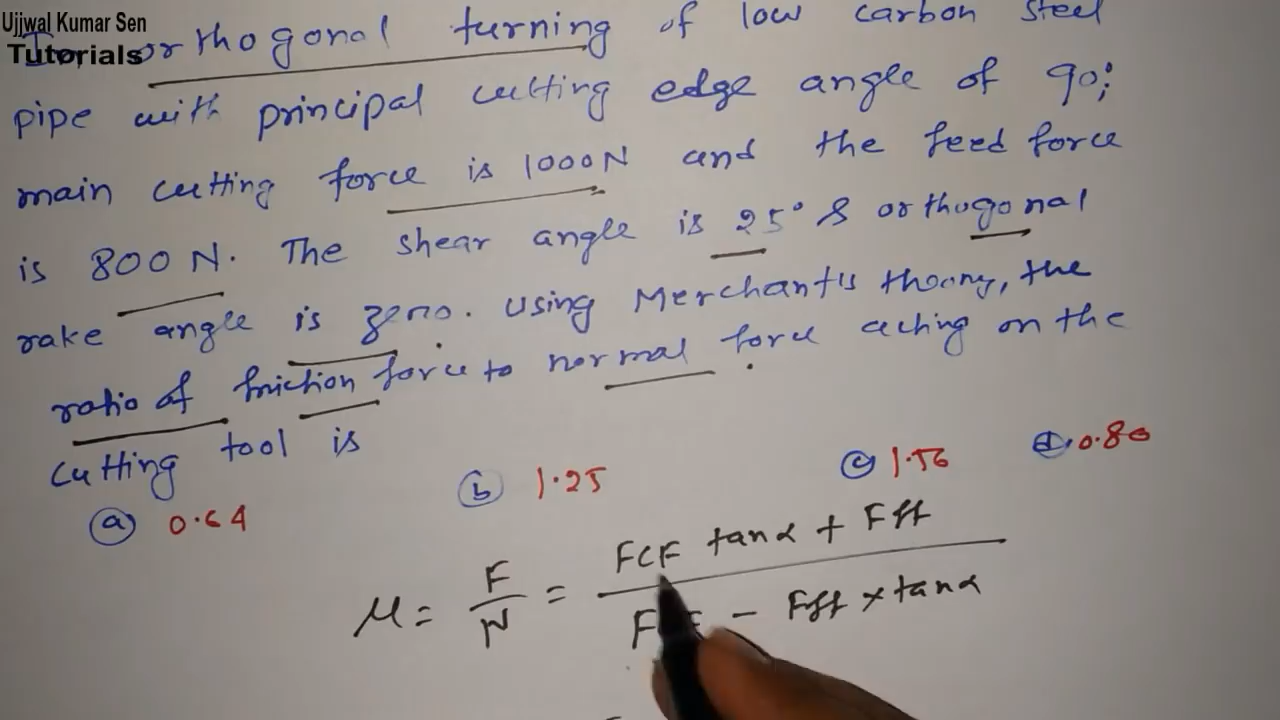 Ujjwal Kumar Sen
Tutorials
In orthogonal turning of low carbon steel
pipe with principal cutting edge angle of 90;
main cutting force is 1000N and the feed force
is 800 N. The shear angle is 25° & orthogonal
rake angle is zero. using Merchant's theory, the
ratio of friction force to normal force acting on the
cutting tool is
(a) 0.64 (b) 1.25 (c) 1.56 (d) 0.80
μ = F/N = FCF tanα + Fff
- Fff × tanα